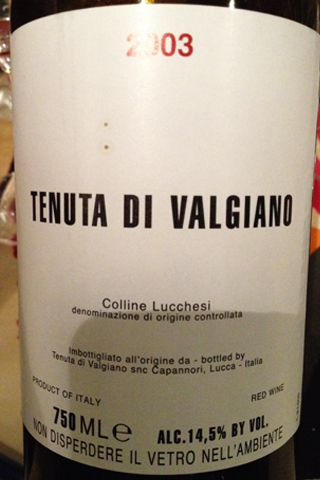 2003
TENUTA DI VALGIANO
Colline Lucchesi
denominazione di origine controllata
Imbottigliato all'origine da - bottled by
Tenuta di Valgiano snc Capannori, Lucca - Italia
PRODUCT OF ITALY
RED WINE
750 ML e
ALC.14,5% BY VOL.
NON DISPERDERE IL VETRO NELL'AMBIENTE